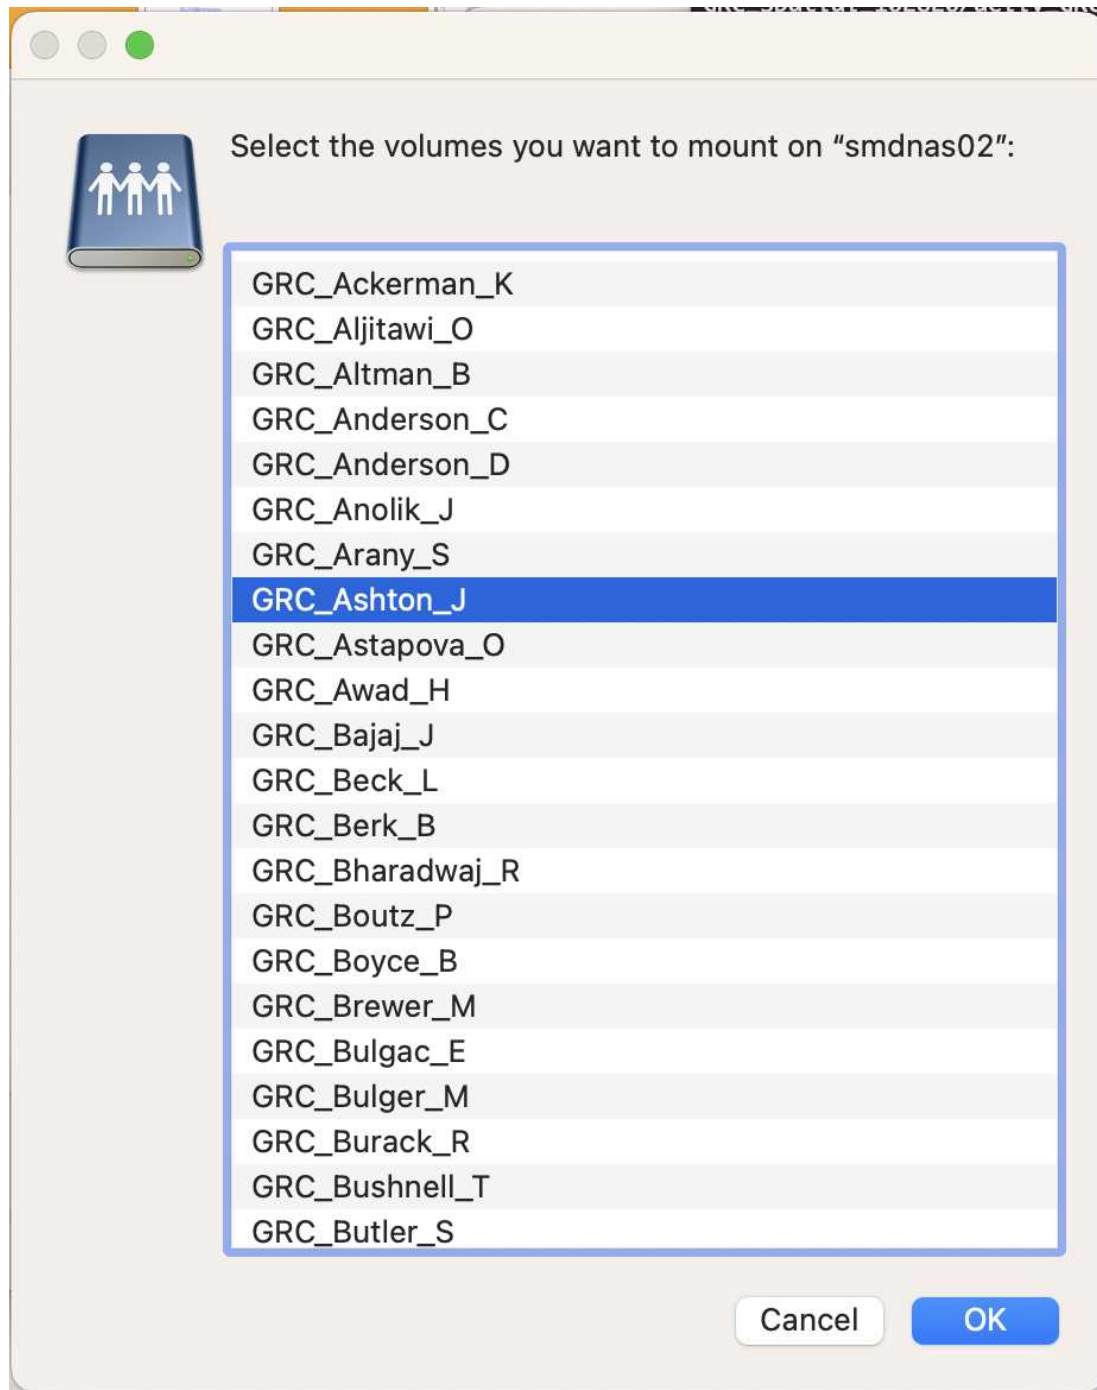 Select the volumes you want to mount on “smdnas02”:
GRC_Ackerman_K
GRC_Aljitawi_O
GRC_Altman_B
GRC_Anderson_C
GRC_Anderson_D
GRC_Anolik_J
GRC_Arany_S
GRC_Ashton_J
GRC_Astapova_O
GRC_Awad_H
GRC_Bajaj_J
GRC_Beck_L
GRC_Berk_B
GRC_Bharadwaj_R
GRC_Boutz_P
GRC_Boyce_B
GRC_Brewer_M
GRC_Bulgac_E
GRC_Bulger_M
GRC_Burack_R
GRC_Bushnell_T
GRC_Butler_S
Cancel OK